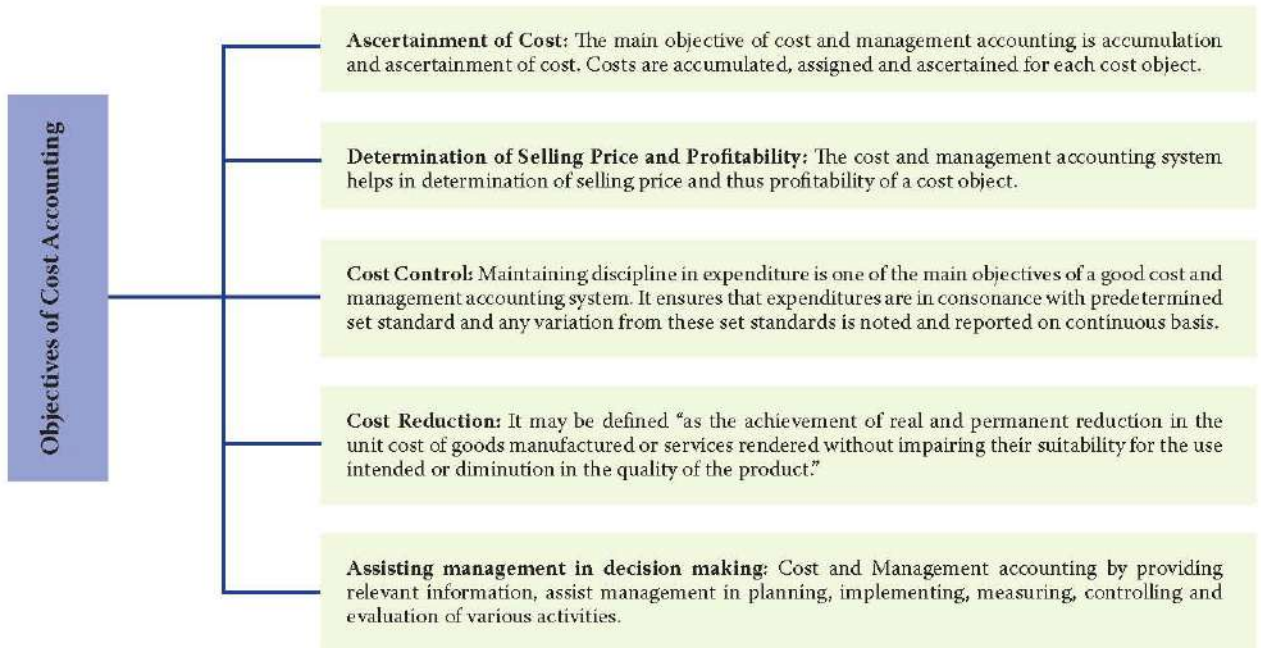 Objectives of Cost Accounting
Ascertainment of Cost: The main objective of cost and management accounting is accumulation
and ascertainment of cost. Costs are accumulated, assigned and ascertained for each cost object.
Determination of Selling Price and Profitability: The cost and management accounting system
helps in determination of selling price and thus profitability of a cost object.
Cost Control: Maintaining discipline in expenditure is one of the main objectives of a good cost and
management accounting system. It ensures that expenditures are in consonance with predetermined
set standard and any variation from these set standards is noted and reported on continuous basis.
Cost Reduction: It may be defined “as the achievement of real and permanent reduction in the
unit cost of goods manufactured or services rendered without impairing their suitability for the use
intended or diminution in the quality of the product.”
Assisting management in decision making: Cost and Management accounting by providing
relevant information, assist management in planning, implementing, measuring, controlling and
evaluation of various activities.